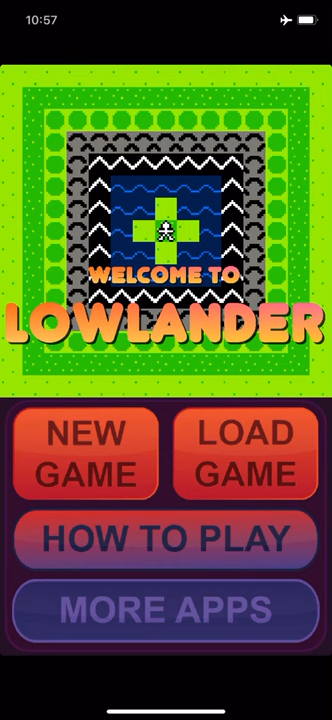 10:57
WELCOME TO
LOWLANDER
NEW
GAME
LOAD
GAME
HOW TO PLAY
MORE APPS